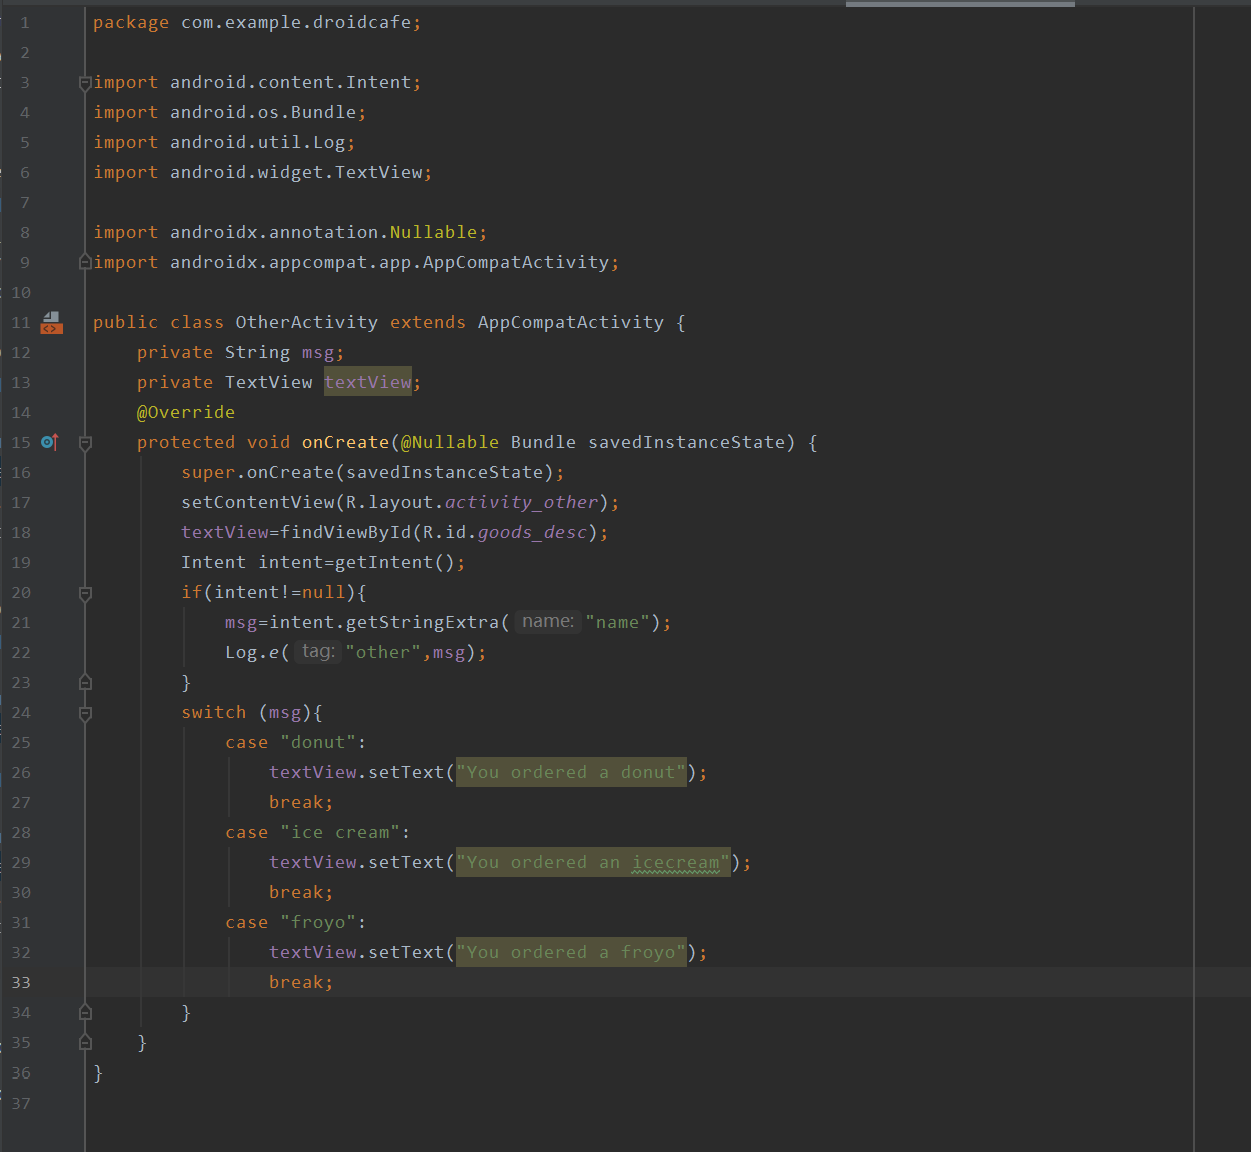 1 package com.example.droidcafe;
2
3 import android.content.Intent;
4 import android.os.Bundle;
5 import android.util.Log;
6 import android.widget.TextView;
7
8 import androidx.annotation.Nullable;
9 import androidx.appcompat.app.AppCompatActivity;
10
11 public class OtherActivity extends AppCompatActivity {
12     private String msg;
13     private TextView textView;
14     @Override
15     protected void onCreate(@Nullable Bundle savedInstanceState) {
16         super.onCreate(savedInstanceState);
17         setContentView(R.layout.activity_other);
18         textView=findViewById(R.id.goods_desc);
19         Intent intent=getIntent();
20         if(intent!=null){
21             msg=intent.getStringExtra( name: "name");
22             Log.e( tag: "other",msg);
23         }
24         switch (msg){
25             case "donut":
26                 textView.setText("You ordered a donut");
27                 break;
28             case "ice cream":
29                 textView.setText("You ordered an icecream");
30                 break;
31             case "froyo":
32                 textView.setText("You ordered a froyo");
33                 break;
34         }
35     }
36 }
37